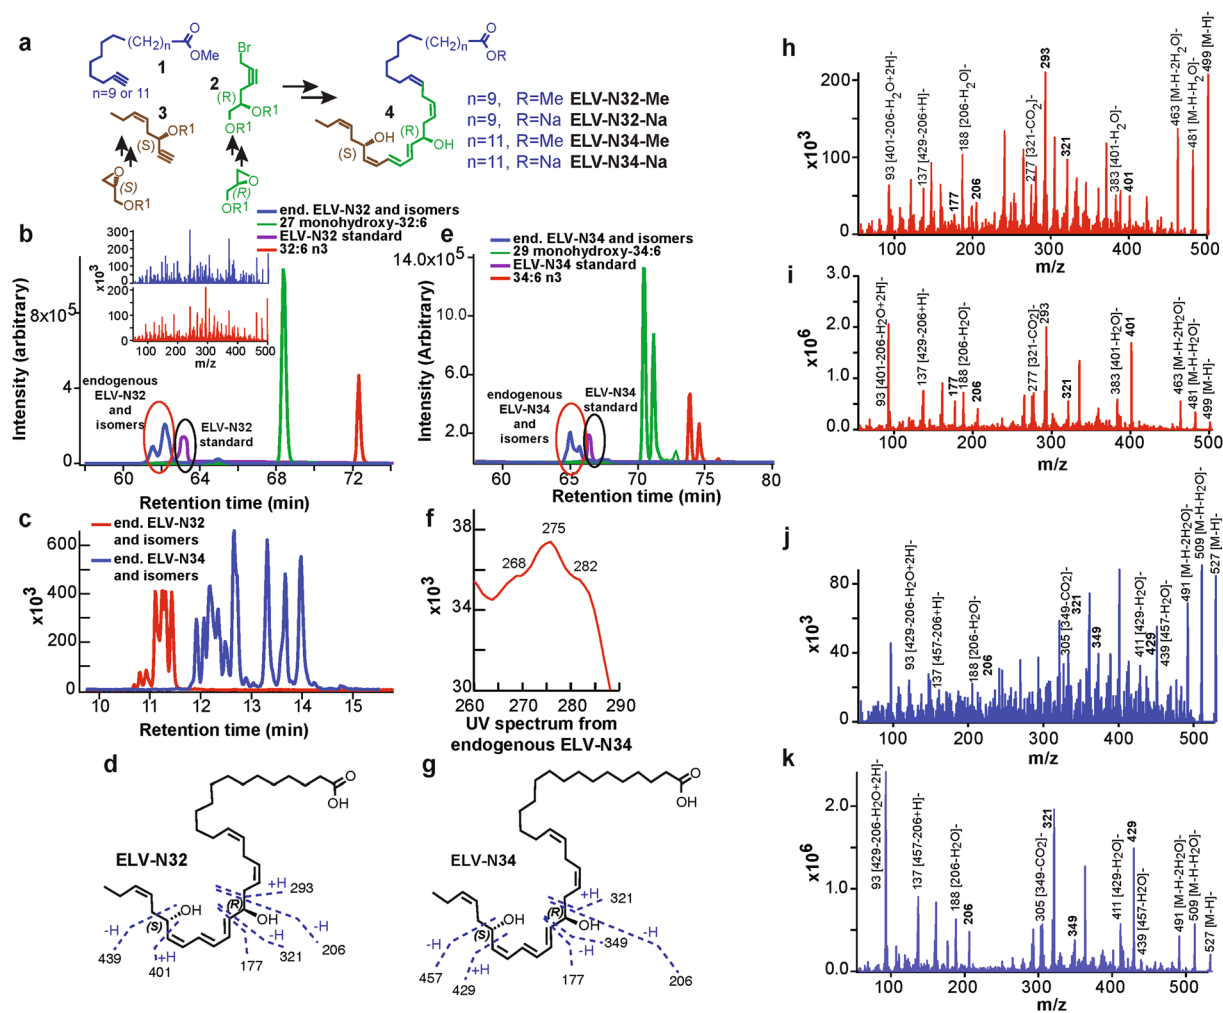 a
(CH2)n
O
OMe
1
n=9 or 11
Br
2
(R)
OR1
OR1
3
OR1
(S)
O
(S)
OR1
O
(R)
OR1
(CH2)n
O
OR
4
OH
(S)
(R)
OH
n=9, R=Me ELV-N32-Me
n=9, R=Na ELV-N32-Na
n=11, R=Me ELV-N34-Me
n=11, R=Na ELV-N34-Na
b
end. ELV-N32 and isomers
27 monohydroxy-32:6
ELV-N32 standard
32:6 n3
300
200
100
0
x10³
200
100
0
100
200
300
400
500
m/z
8x10⁵
4
0
Intensity (arbitrary)
endogenous
ELV-N32
and
isomers
ELV-N32
standard
60
64
68
72
Retention time (min)
e
end. ELV-N34 and isomers
29 monohydroxy-34:6
ELV-N34 standard
34:6 n3
14.0x10⁵
10.0
6.0
2.0
Intensity (Arbitrary)
endogenous
ELV-N34
and
isomers
ELV-N34
standard
60
65
70
75
80
Retention time (min)
c
end. ELV-N32
and isomers
end. ELV-N34
and isomers
600
400
200
0
x10³
10
11
12
13
14
15
Retention time (min)
f
38
34
30
x10³
268
275
282
260
270
280
290
UV spectrum from
endogenous ELV-N34
d
O
OH
ELV-N32
+H
293
(R)
OH
OH
(S)
-H
-H
-H
+H
439
401
177
321
206
g
O
OH
ELV-N34
+H
321
(R)
OH
OH
(S)
349
-H
-H
-H
+H
457
429
177
206
h
200
100
0
x10³
93 [401-206-H2O+2H]-
137 [429-206+H]-
177
188 [206-H2O]-
206
277 [321-CO2]-
293
321
383 [401-H2O]-
401
463 [M-H-2H2O]-
481 [M-H-H2O]-
499 [M-H]-
100
200
300
400
500
m/z
i
3.0
2.0
1.0
0.0
x10⁶
93 [401-206-H2O+2H]-
137 [429-206+H]-
177
188 [206-H2O]-
206
277 [321-CO2]-
293
321
383 [401-H2O]-
401
463 [M-H-2H2O]-
481 [M-H-H2O]-
499 [M-H]-
100
200
300
400
500
m/z
j
80
40
0
x10³
93 [429-206-H2O+2H]-
137 [457-206+H]-
188 [206-H2O]-
206
305 [349-CO2]-
321
349
411 [429-H2O]-
429
439 [457-H2O]-
491 [M-H-2H2O]-
509 [M-H-H2O]-
527 [M-H]-
100
200
300
400
500
m/z
k
2.0
1.0
0.0
x10⁶
93 [429-206-H2O+2H]-
137 [457-206+H]-
188 [206-H2O]-
206
305 [349-CO2]-
321
349
411 [429-H2O]-
429
439 [457-H2O]-
491 [M-H-2H2O]-
509 [M-H-H2O]-
527 [M-H]-
100
200
300
400
500
m/z